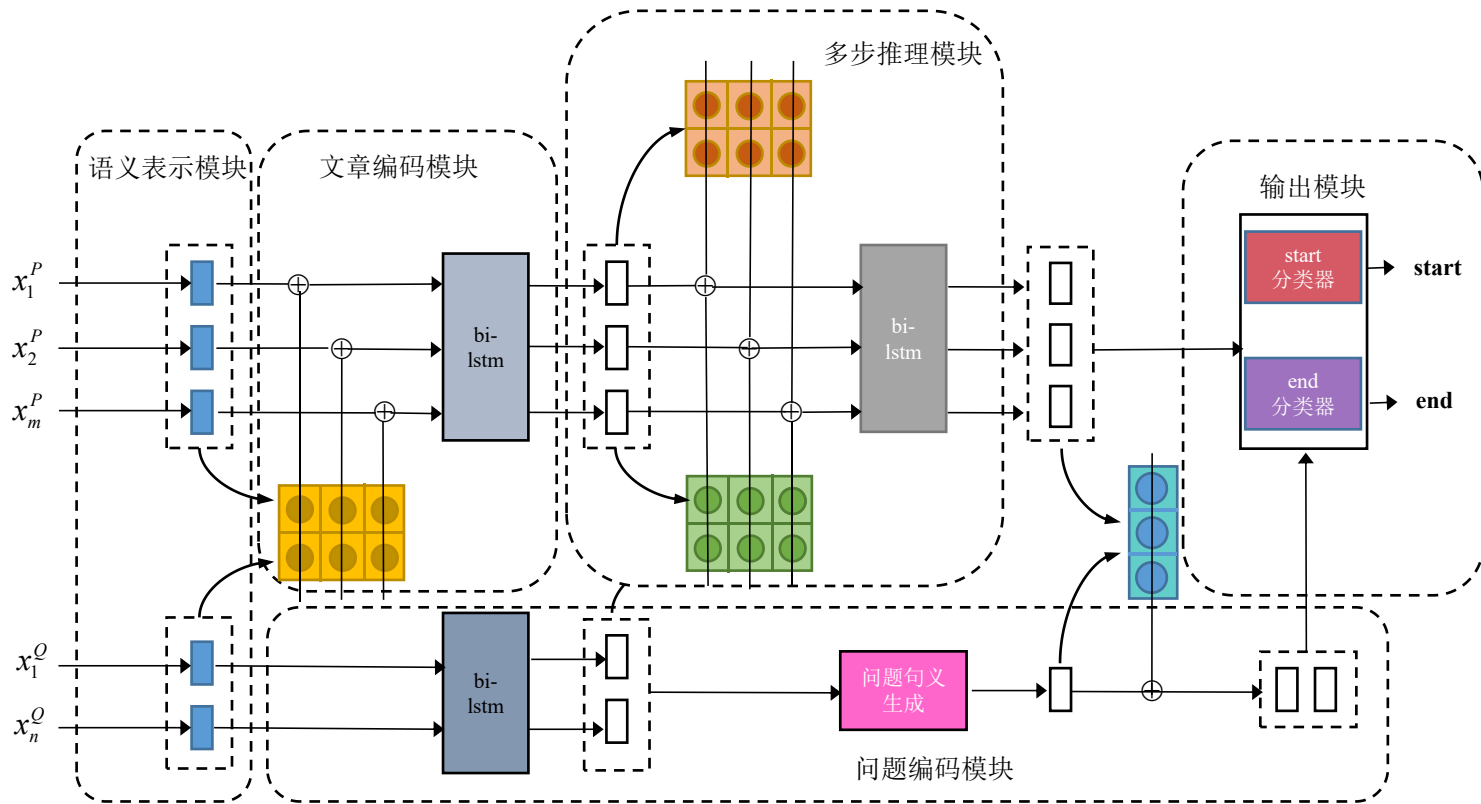 多步推理模块
语义表示模块
文章编码模块
输出模块
x_1^P
x_2^P
x_m^P
bi-
lstm
bi-
lstm
start
分类器
start
end
分类器
end
x_1^Q
x_n^Q
bi-
lstm
问题句义
生成
问题编码模块